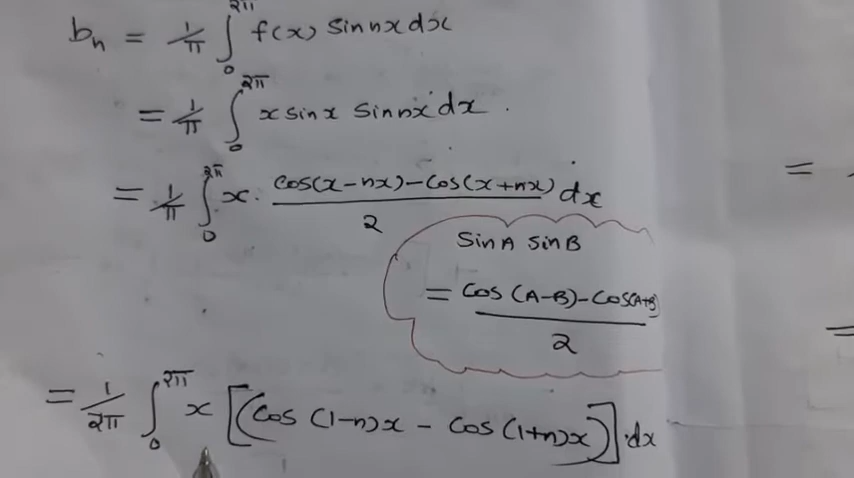 bₙ = 1/π ∫₀^2π f(x) sin nx dx
= 1/π ∫₀^2π x sin x sin nx dx .
= 1/π ∫₀^2π x. (cos(x-nx)-cos(x+nx))/2 dx
=
sin A sin B
= (cos (A-B)-cos(A+B))/2
=
= 1/2π ∫₀^2π x [(cos (1-n)x - cos (1+n)x)] .dx